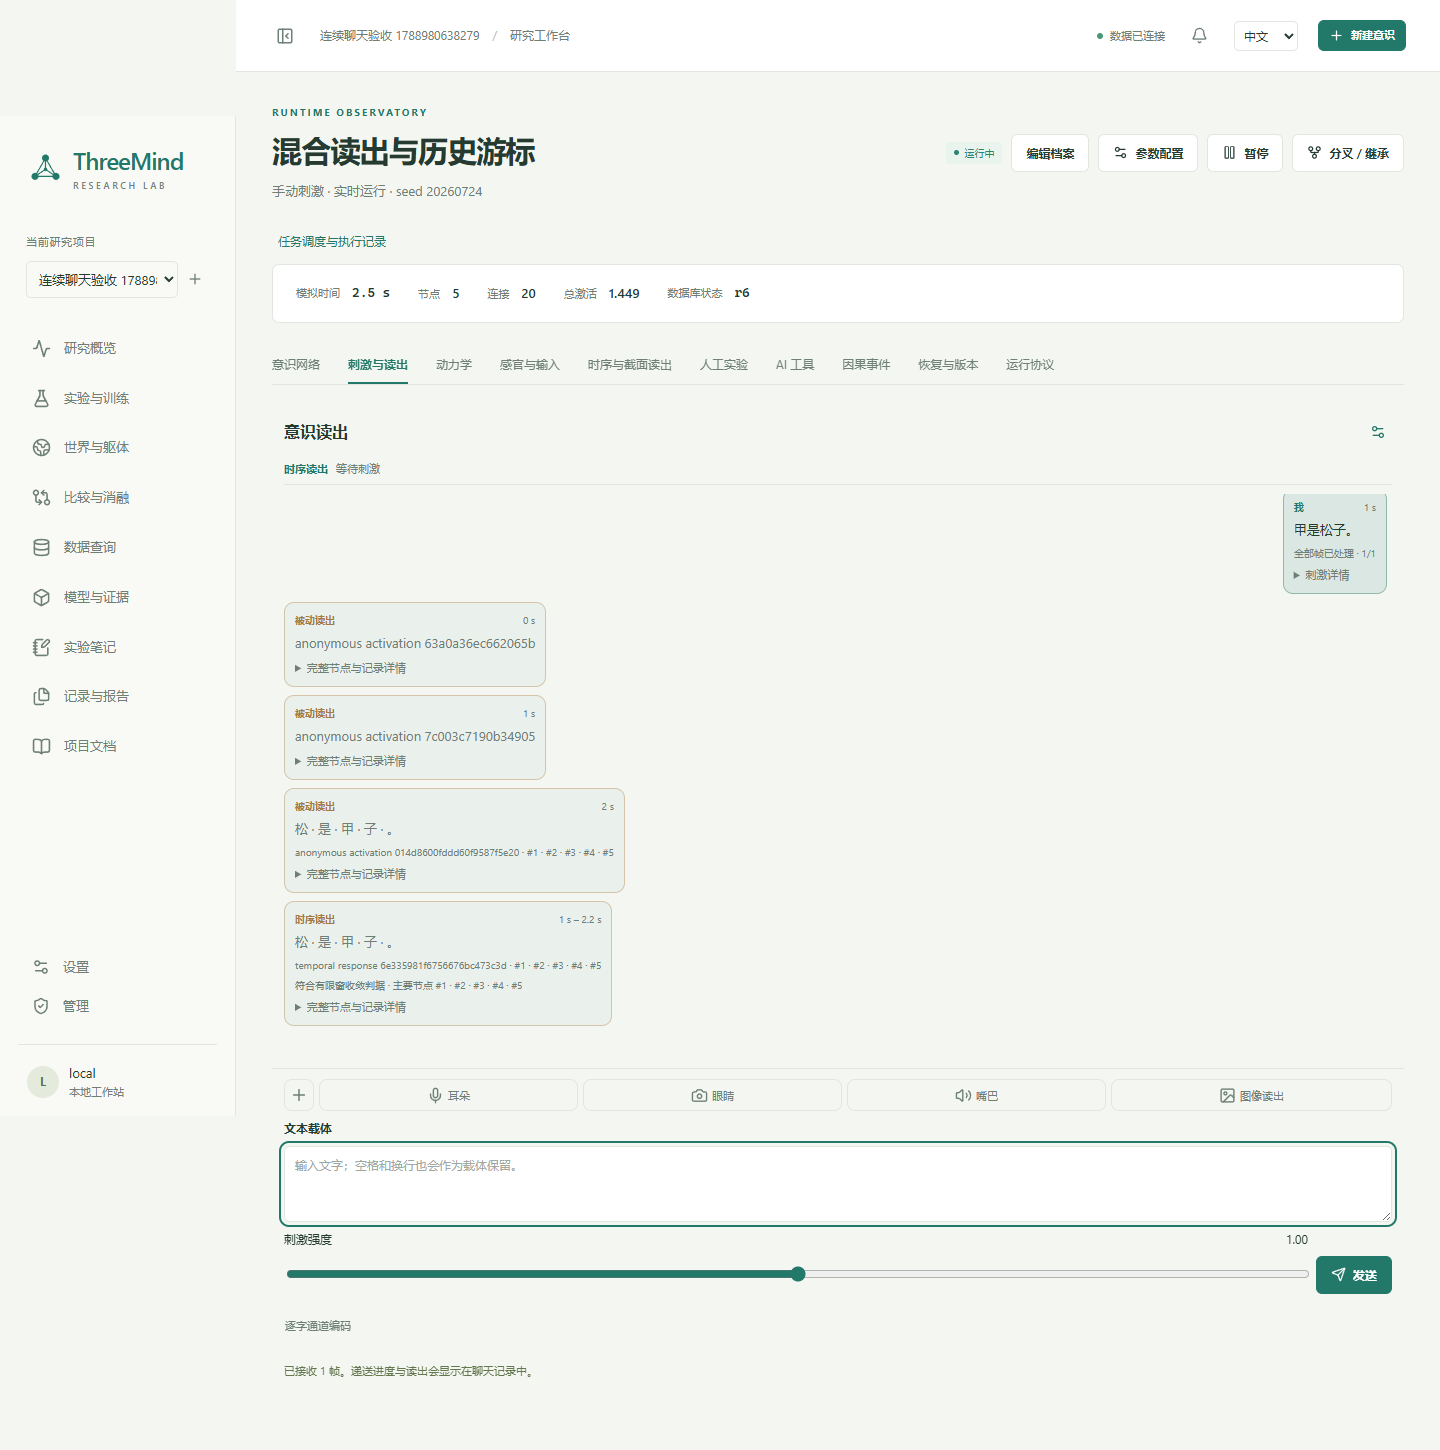 连续聊天验收 1788980638279 / 研究工作台
数据已连接
中文
新建意识
ThreeMind
RESEARCH LAB
当前研究项目
连续聊天验收 17889
研究概览
实验与训练
世界与躯体
比较与消融
数据查询
模型与证据
实验笔记
记录与报告
项目文档
设置
管理
L
local
本地工作站
RUNTIME OBSERVATORY
混合读出与历史游标
手动刺激 · 实时运行 · seed 20260724
运行中
编辑档案
参数配置
暂停
分叉 / 继承
任务调度与执行记录
模拟时间 2.5 s 节点 5 连接 20 总激活 1.449 数据库状态 r6
意识网络 刺激与读出 动力学 感官与输入 时序与截面读出 人工实验 AI 工具 因果事件 恢复与版本 运行协议
意识读出
时序读出 等待刺激
我 1 s
甲是松子。
全部帧已处理 · 1/1
▶ 刺激详情
被动读出 0 s
anonymous activation 63a0a36ec662065b
▶ 完整节点与记录详情
被动读出 1 s
anonymous activation 7c003c7190b34905
▶ 完整节点与记录详情
被动读出 2 s
松 · 是 · 甲 · 子 · 。
anonymous activation 014d8600fddd60f9587f5e20 · #1 · #2 · #3 · #4 · #5
▶ 完整节点与记录详情
时序读出 1 s – 2.2 s
松 · 是 · 甲 · 子 · 。
temporal response 6e335981f6756676bc473c3d · #1 · #2 · #3 · #4 · #5
符合有限窗收敛判据 · 主要节点 #1 · #2 · #3 · #4 · #5
▶ 完整节点与记录详情
耳朵
眼睛
嘴巴
图像读出
文本载体
输入文字；空格和换行也会作为载体保留。
刺激强度 1.00
发送
逐字通道编码
已接收 1 帧。递送进度与读出会显示在聊天记录中。